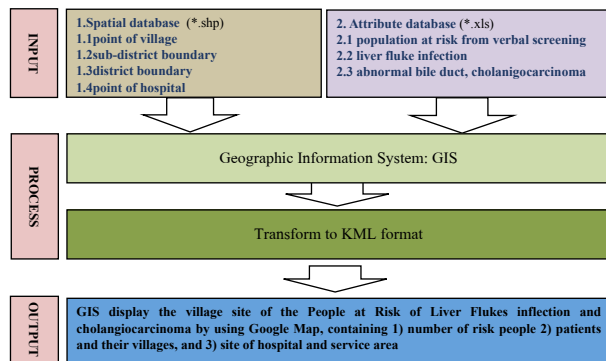 INPUT
1.Spatial database (*.shp)
1.1point of village
1.2sub-district boundary
1.3district boundary
1.4point of hospital
2. Attribute database (*.xls)
2.1 population at risk from verbal screening
2.2 liver fluke infection
2.3 abnormal bile duct, cholanigocarcinoma
PROCESS
Geographic Information System: GIS
Transform to KML format
OUTPUT
GIS display the village site of the People at Risk of Liver Flukes inflection and
cholangiocarcinoma by using Google Map, containing 1) number of risk people 2) patients
and their villages, and 3) site of hospital and service area